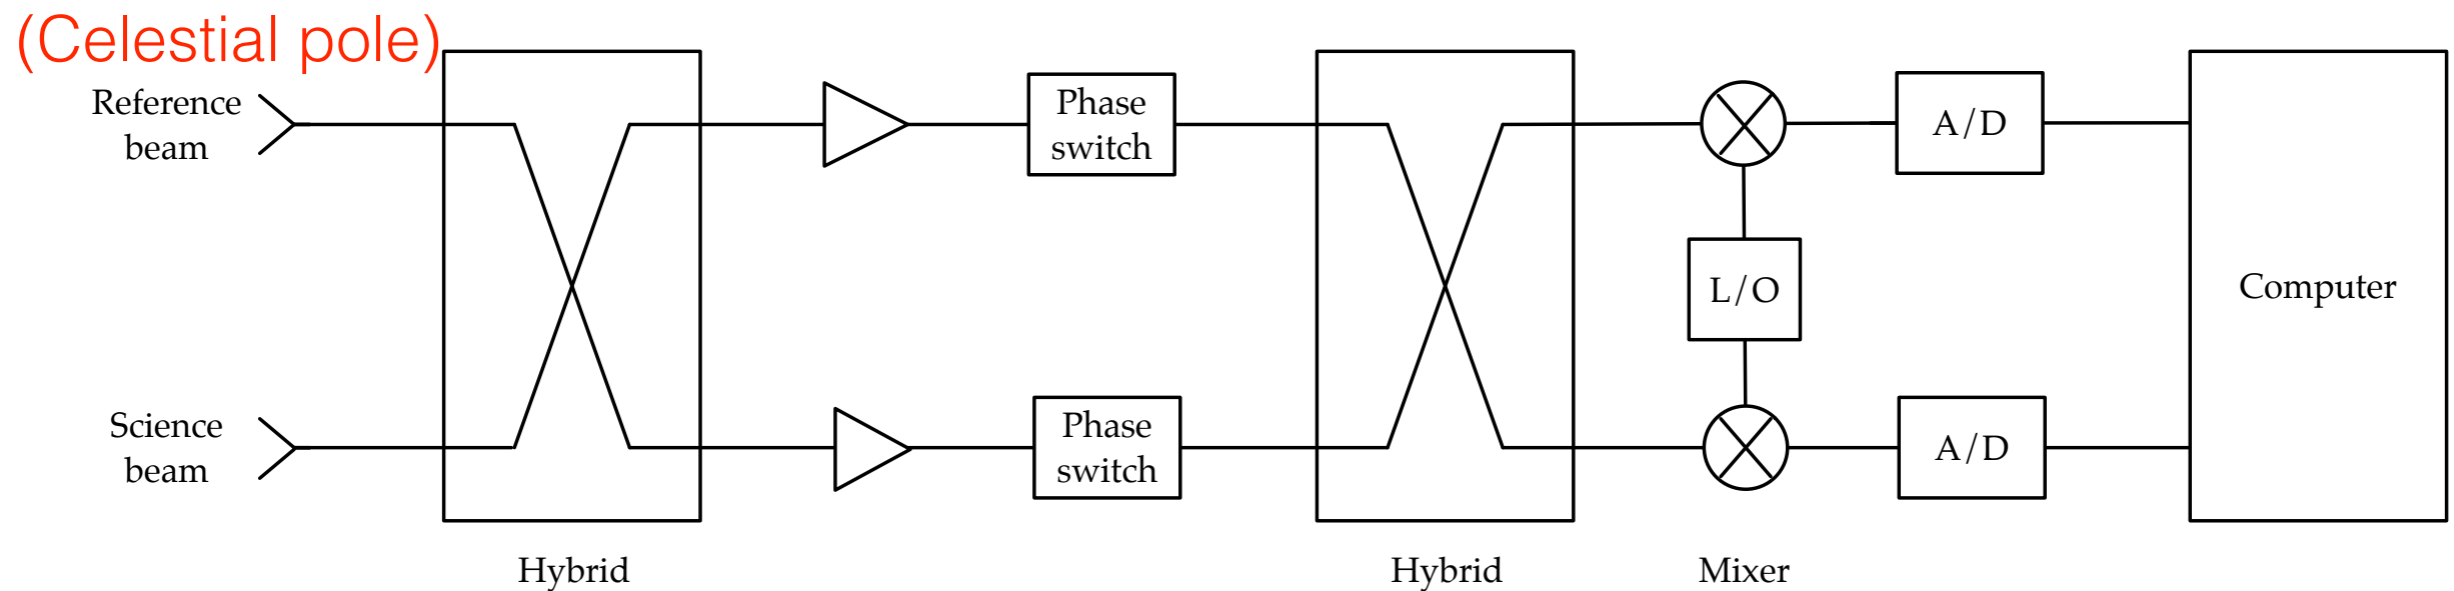 (Celestial pole)
Reference
beam
Phase
switch
A/D
L/O
Computer
Science
beam
Phase
switch
A/D
Hybrid
Hybrid
Mixer